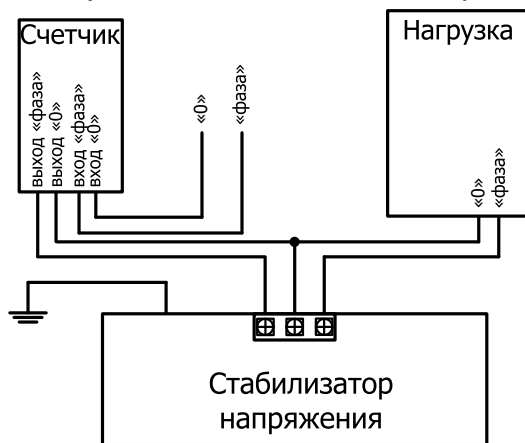 Счетчик
Нагрузка
выход «фаза»
выход «0»
вход «фаза»
вход «0»
«0»
«фаза»
«0»
«фаза»
Стабилизатор
напряжения